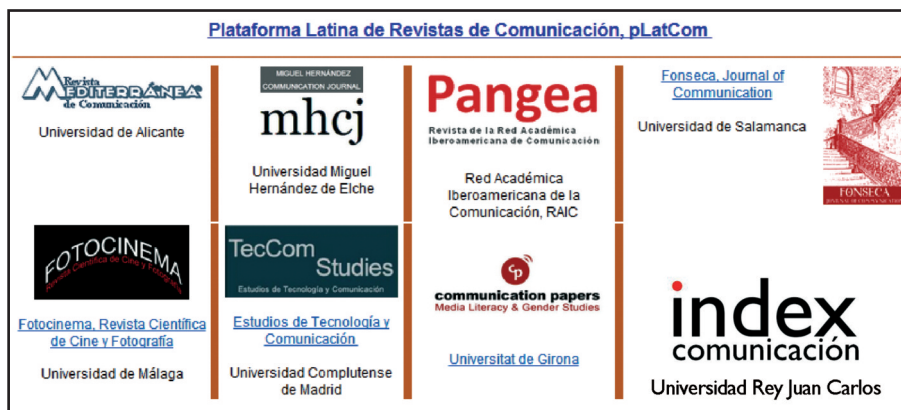 Plataforma Latina de Revistas de Comunicación, pLatCom
Revista
MEDITERRÁNEA
de Comunicación
Universidad de Alicante
MIGUEL HERNÁNDEZ
COMMUNICATION JOURNAL
mhcj
Universidad Miguel
Hernández de Elche
Pangea
Revista de la Red Académica
Iberoamericana de Comunicación
Red Académica
Iberoamericana de la
Comunicación, RAIC
Fonseca, Journal of
Communication
Universidad de Salamanca
FONSECA
JOURNAL OF COMMUNICATION
FOTOCINEMA
Revista Científica de Cine y Fotografía
Fotocinema, Revista Científica
de Cine y Fotografía
Universidad de Málaga
TecCom
Studies
Estudios de Tecnología y Comunicación
Estudios de Tecnología y
Comunicación
Universidad Complutense
de Madrid
cp
communication papers
Media Literacy & Gender Studies
Universitat de Girona
index
comunicación
Universidad Rey Juan Carlos